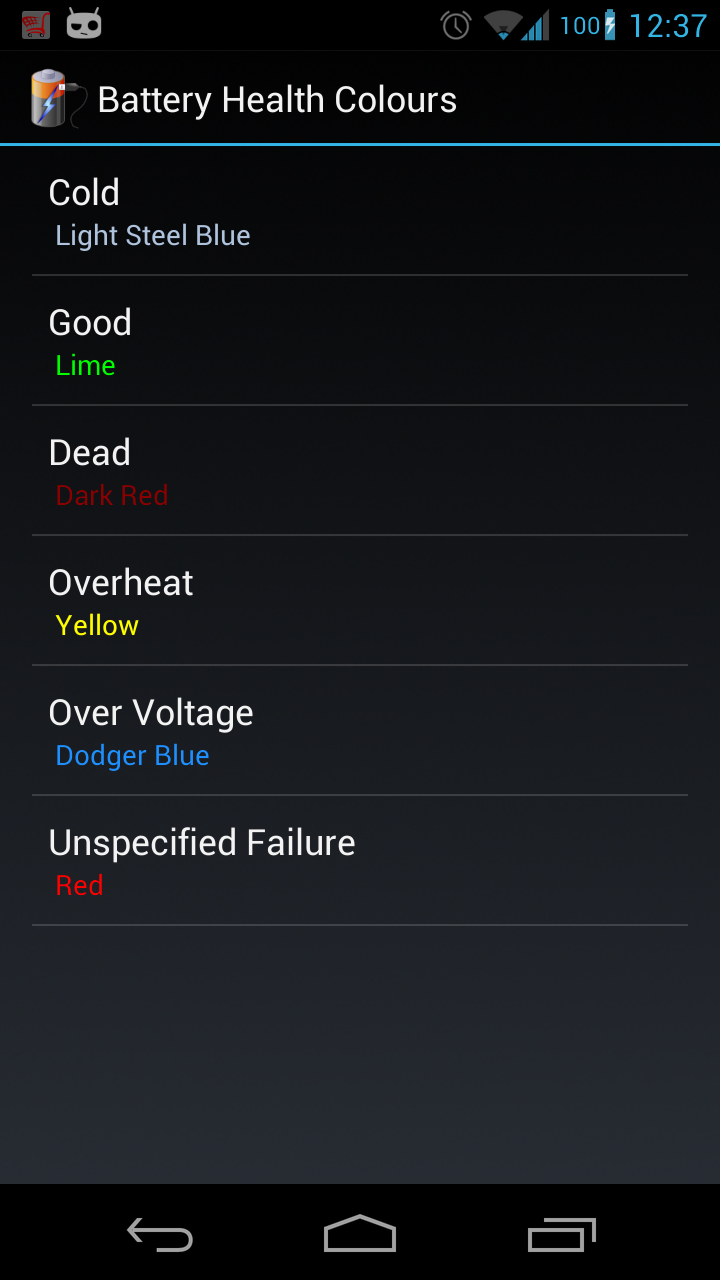 100 12:37
Battery Health Colours
Cold
Light Steel Blue
Good
Lime
Dead
Dark Red
Overheat
Yellow
Over Voltage
Dodger Blue
Unspecified Failure
Red